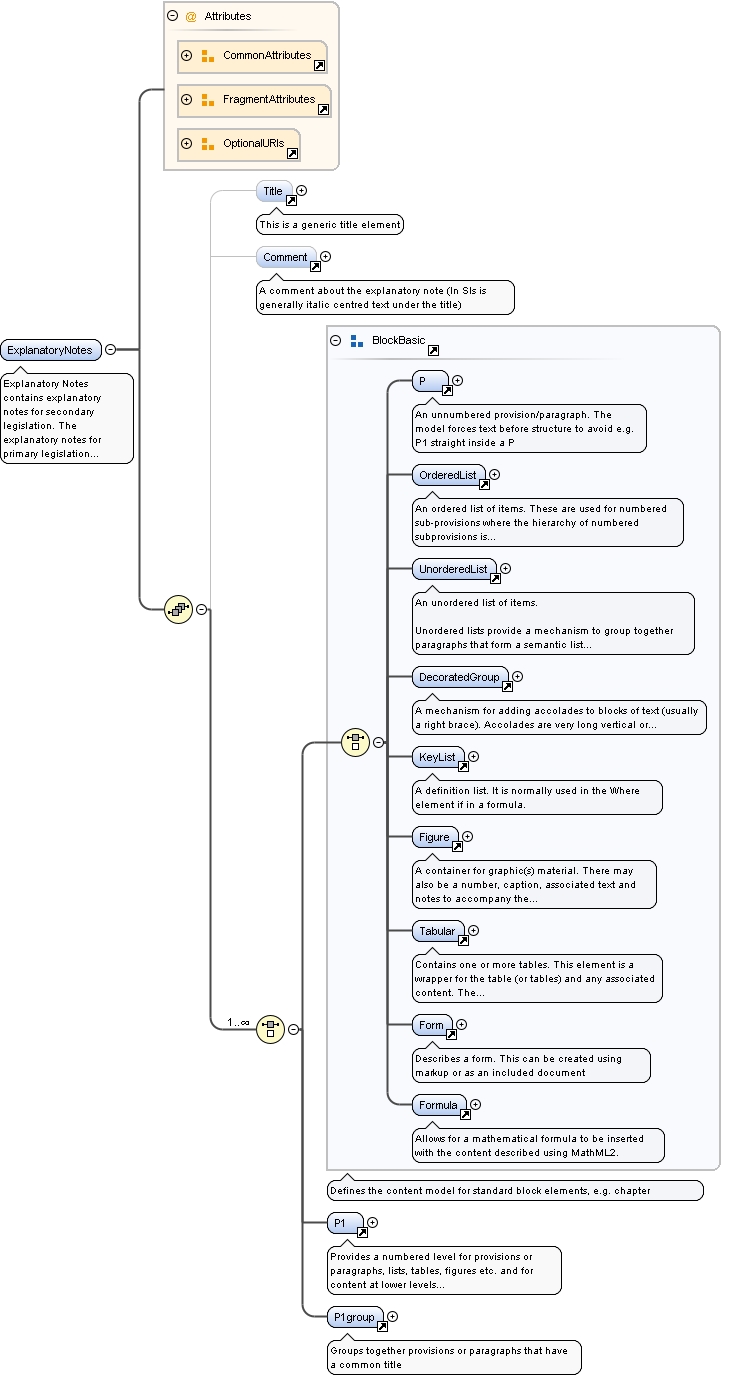 Attributes
CommonAttributes
FragmentAttributes
OptionalURIs
Title
This is a generic title element
Comment
A comment about the explanatory note (In SIs is
generally italic centred text under the title)
ExplanatoryNotes
Explanatory Notes
contains explanatory
notes for secondary
legislation. The
explanatory notes for
primary legislation...
BlockBasic
P
An unnumbered provision/paragraph. The
model forces text before structure to avoid e.g.
P1 straight inside a P
OrderedList
An ordered list of items. These are used for numbered
sub-provisions where the hierarchy of numbered
subprovisions is...
UnorderedList
An unordered list of items.
Unordered lists provide a mechanism to group together
paragraphs that form a semantic list...
DecoratedGroup
A mechanism for adding accolades to blocks of text (usually
a right brace). Accolades are very long vertical or...
KeyList
A definition list. It is normally used in the Where
element if in a formula.
Figure
A container for graphic(s) material. There may
also be a number, caption, associated text and
notes to accompany the...
Tabular
Contains one or more tables. This element is a
wrapper for the table (or tables) and any associated
content. The...
1..∞
Form
Describes a form. This can be created using
markup or as an included document
Formula
Allows for a mathematical formula to be inserted
with the content described using MathML2.
Defines the content model for standard block elements, e.g. chapter
P1
Provides a numbered level for provisions or
paragraphs, lists, tables, figures etc. and for
content at lower levels...
P1group
Groups together provisions or paragraphs that have
a common title